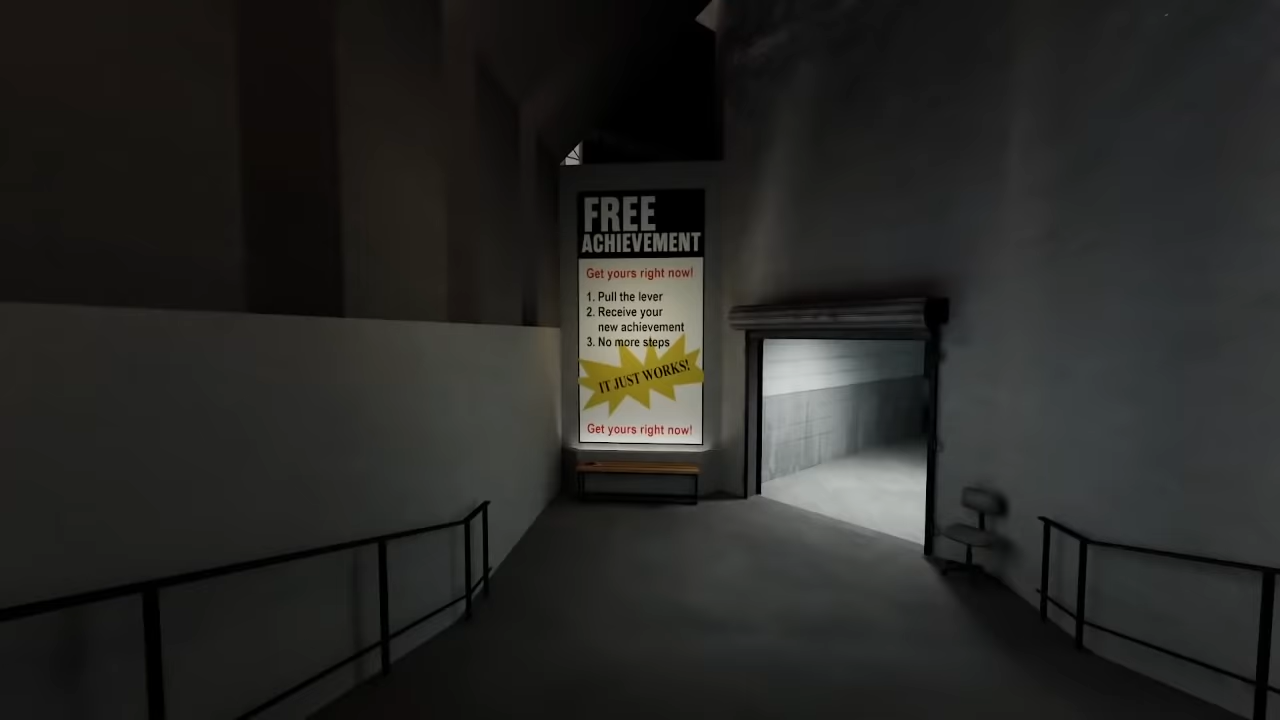 FREE
ACHIEVEMENT
Get yours right now!
1. Pull the lever
2. Receive your
new achievement
3. No more steps
IT JUST WORKS!
Get yours right now!